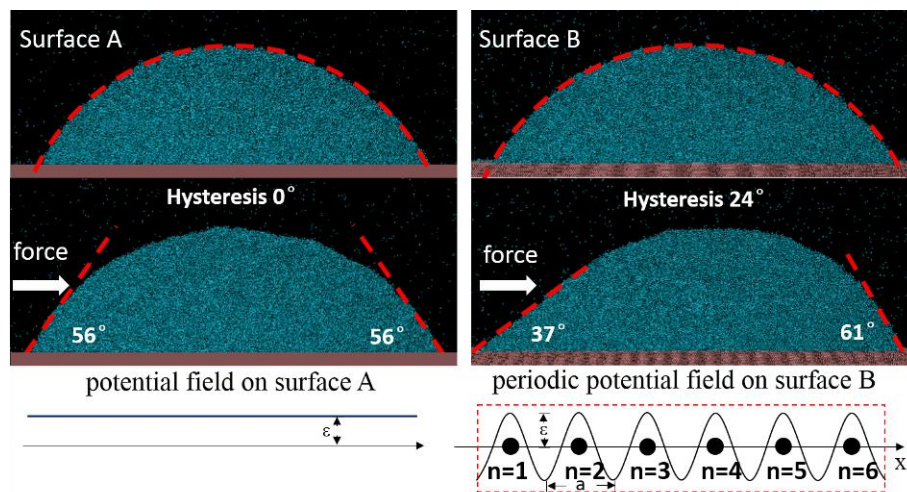 Surface A
Surface B
Hysteresis 0°
Hysteresis 24°
force
force
56°
56°
37°
61°
potential field on surface A
periodic potential field on surface B
ε
ε
n=1
n=2
n=3
n=4
n=5
n=6
x
a